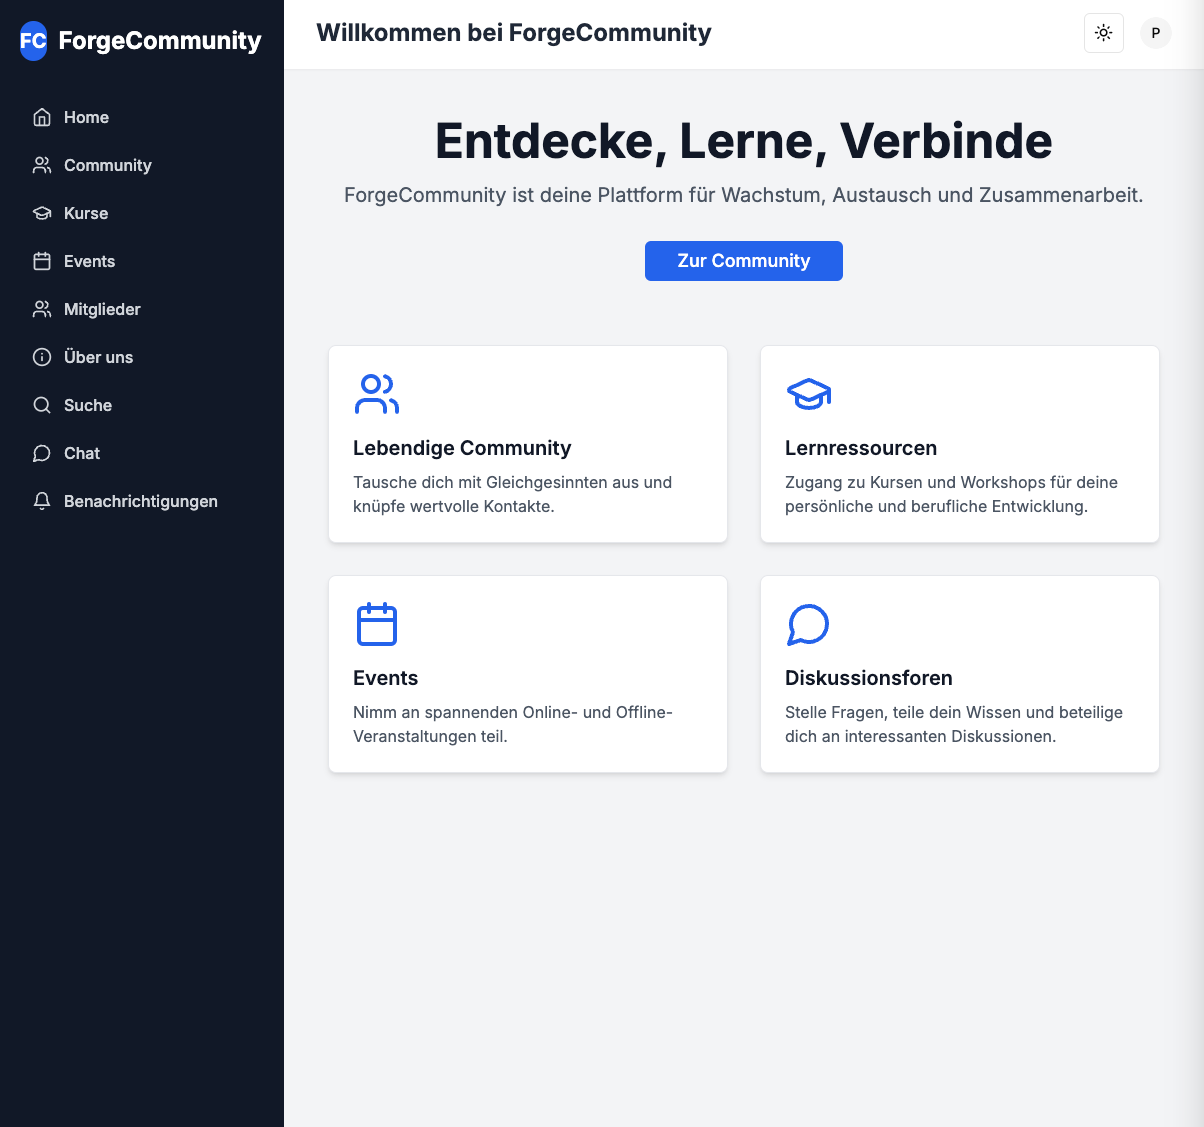 FC ForgeCommunity
Home
Community
Kurse
Events
Mitglieder
Über uns
Suche
Chat
Benachrichtigungen
Willkommen bei ForgeCommunity
P
Entdecke, Lerne, Verbinde
ForgeCommunity ist deine Plattform für Wachstum, Austausch und Zusammenarbeit.
Zur Community
Lebendige Community
Tausche dich mit Gleichgesinnten aus und
knüpfe wertvolle Kontakte.
Lernressourcen
Zugang zu Kursen und Workshops für deine
persönliche und berufliche Entwicklung.
Events
Nimm an spannenden Online- und Offline-
Veranstaltungen teil.
Diskussionsforen
Stelle Fragen, teile dein Wissen und beteilige
dich an interessanten Diskussionen.